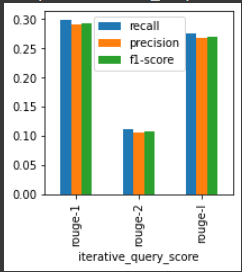 recall
precision
f1-score
0.30
0.25
0.20
0.15
0.10
0.05
0.00
rouge-1
rouge-2
rouge-l
iterative_query_score